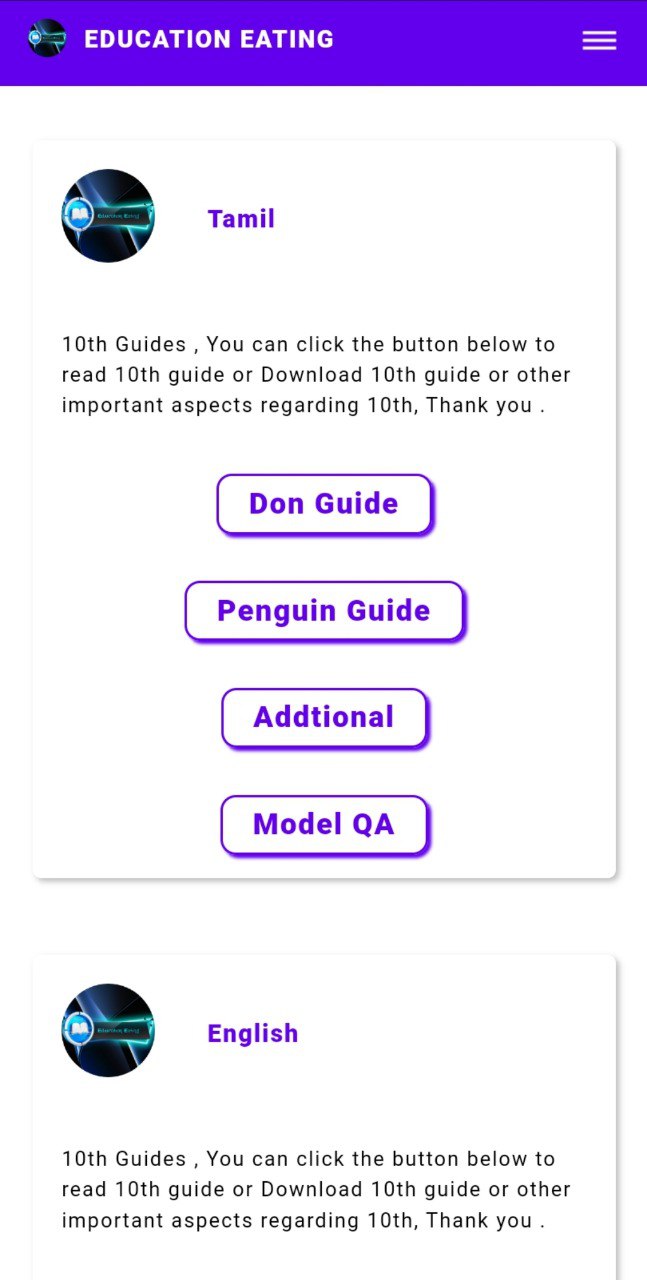 EDUCATION EATING
Tamil
10th Guides , You can click the button below to
read 10th guide or Download 10th guide or other
important aspects regarding 10th, Thank you .
Don Guide
Penguin Guide
Addtional
Model QA
Education Eating
English
10th Guides , You can click the button below to
read 10th guide or Download 10th guide or other
important aspects regarding 10th, Thank you .